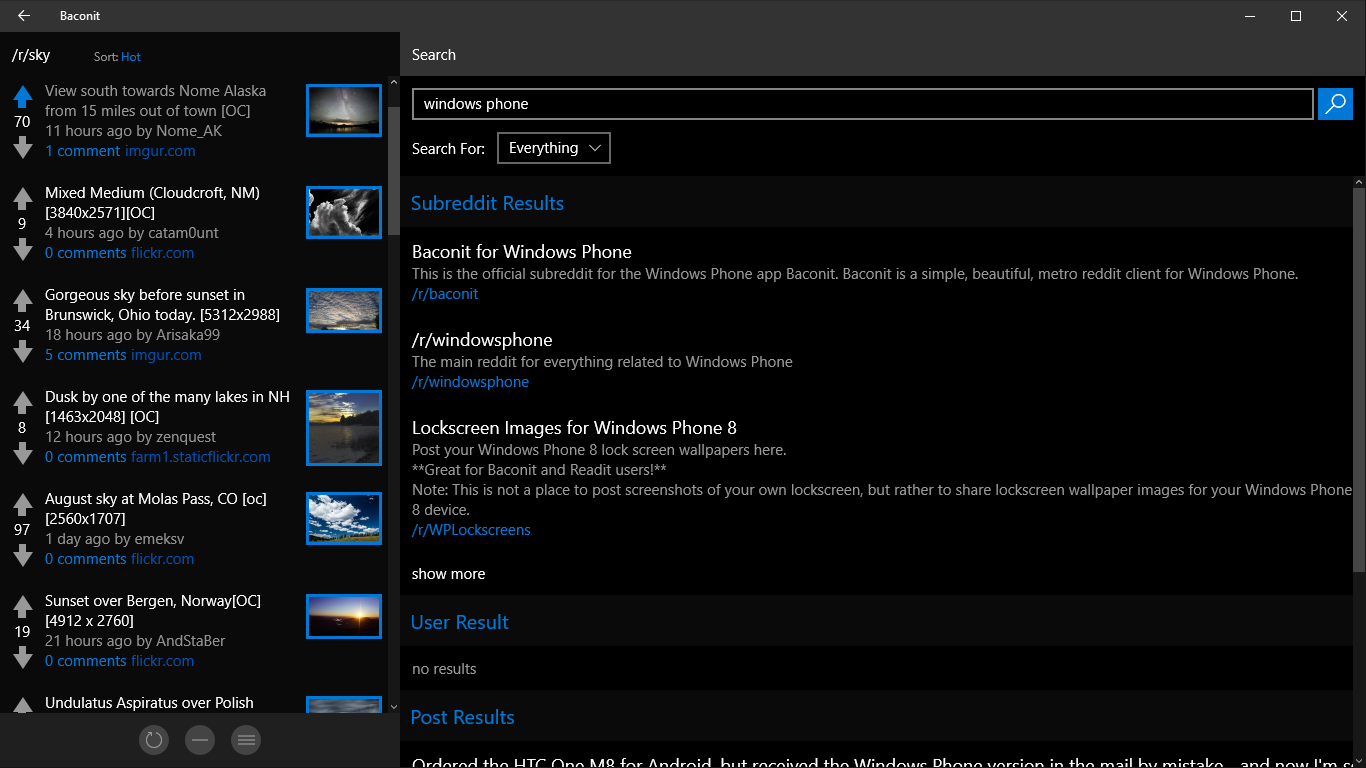 Baconit
/r/sky
Sort: Hot
View south towards Nome Alaska
from 15 miles out of town [OC]
70
11 hours ago by Nome_AK
1 comment imgur.com
Mixed Medium (Cloudcroft, NM)
[3840x2571][OC]
9
4 hours ago by catam0unt
0 comments flickr.com
Gorgeous sky before sunset in
Brunswick, Ohio today. [5312x2988]
34
18 hours ago by Arisaka99
5 comments imgur.com
Dusk by one of the many lakes in NH
[1463x2048] [OC]
8
12 hours ago by zenquest
0 comments farm1.staticflickr.com
August sky at Molas Pass, CO [oc]
[2560x1707]
97
1 day ago by emeksv
0 comments flickr.com
Sunset over Bergen, Norway[OC]
[4912 x 2760]
19
21 hours ago by AndStaBer
0 comments flickr.com
Undulatus Aspiratus over Polish
Search
windows phone
Search For: Everything
Subreddit Results
Baconit for Windows Phone
This is the official subreddit for the Windows Phone app Baconit. Baconit is a simple, beautiful, metro reddit client for Windows Phone.
/r/baconit
/r/windowsphone
The main reddit for everything related to Windows Phone
/r/windowsphone
Lockscreen Images for Windows Phone 8
Post your Windows Phone 8 lock screen wallpapers here.
**Great for Baconit and Readit users!**
Note: This is not a place to post screenshots of your own lockscreen, but rather to share lockscreen wallpaper images for your Windows Phone
8 device.
/r/WPLockscreens
show more
User Result
no results
Post Results
Ordered the HTC One M8 for Android, but received the Windows Phone version in the mail by mistake... and now I'm